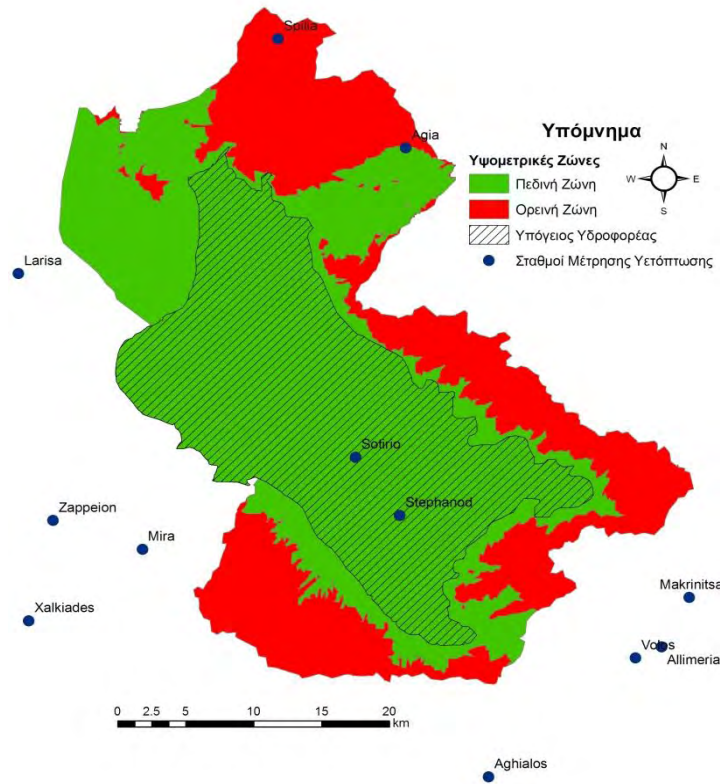 Spilia
Υπόμνημα
Agia
Υψομετρικές Ζώνες
N
W E
S
Πεδινή Ζώνη
Ορεινή Ζώνη
Υπόγειος Υδροφορέας
Σταθμοί Μέτρησης Υετόπτωσης
Larisa
Sotirio
Stephanod
Zappeion
Mira
Makrinitsa
Xalkiades
Volos
Allimeria
0 2.5 5 10 15 20
km
Aghialos